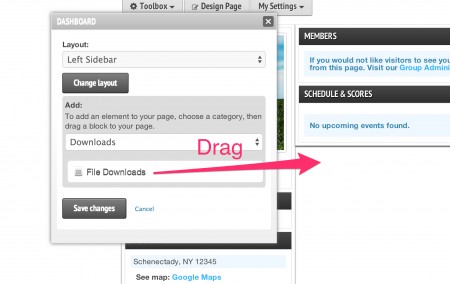 Toolbox
Design Page
My Settings
DASHBOARD
Layout:
Left Sidebar
Change layout
Add:
To add an element to your page, choose a category, then
drag a block to your page.
Downloads
File Downloads
Save changes
Cancel
Drag
MEMBERS
If you would not like visitors to see you
from this page. Visit our Group Admini
SCHEDULE & SCORES
No upcoming events found.
Schenectady, NY 12345
See map: Google Maps